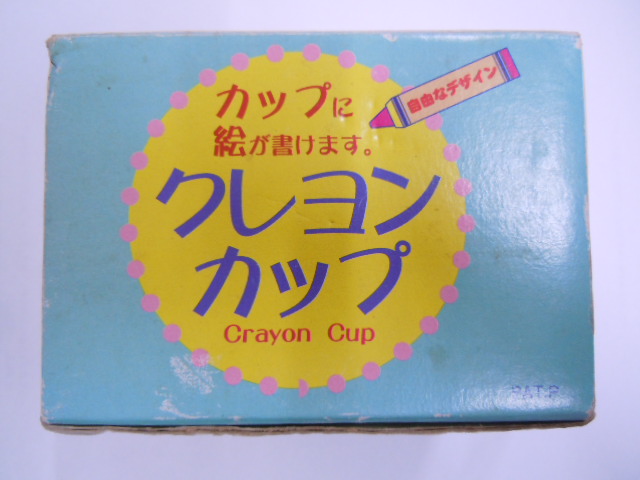 カップに
絵が書けます。
自由なデザイン
クレヨン
カップ
Crayon Cup
PAT.P